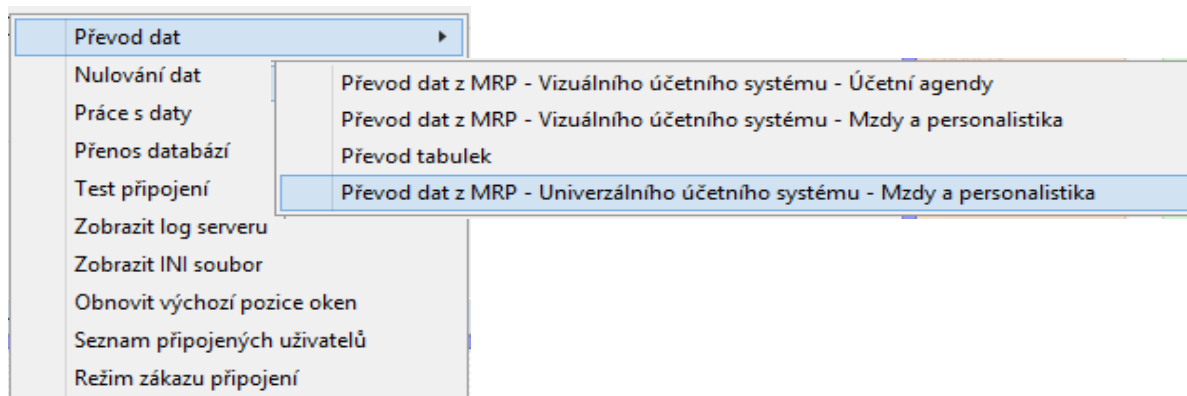 Převod dat
Nulování dat
Práce s daty
Přenos databází
Test připojení
Zobrazit log serveru
Zobrazit INI soubor
Obnovit výchozí pozice oken
Seznam připojených uživatelů
Režim zákazu připojení
Převod dat z MRP - Vizuálního účetního systému - Účetní agendy
Převod dat z MRP - Vizuálního účetního systému - Mzdy a personalistika
Převod tabulek
Převod dat z MRP - Univerzálního účetního systému - Mzdy a personalistika